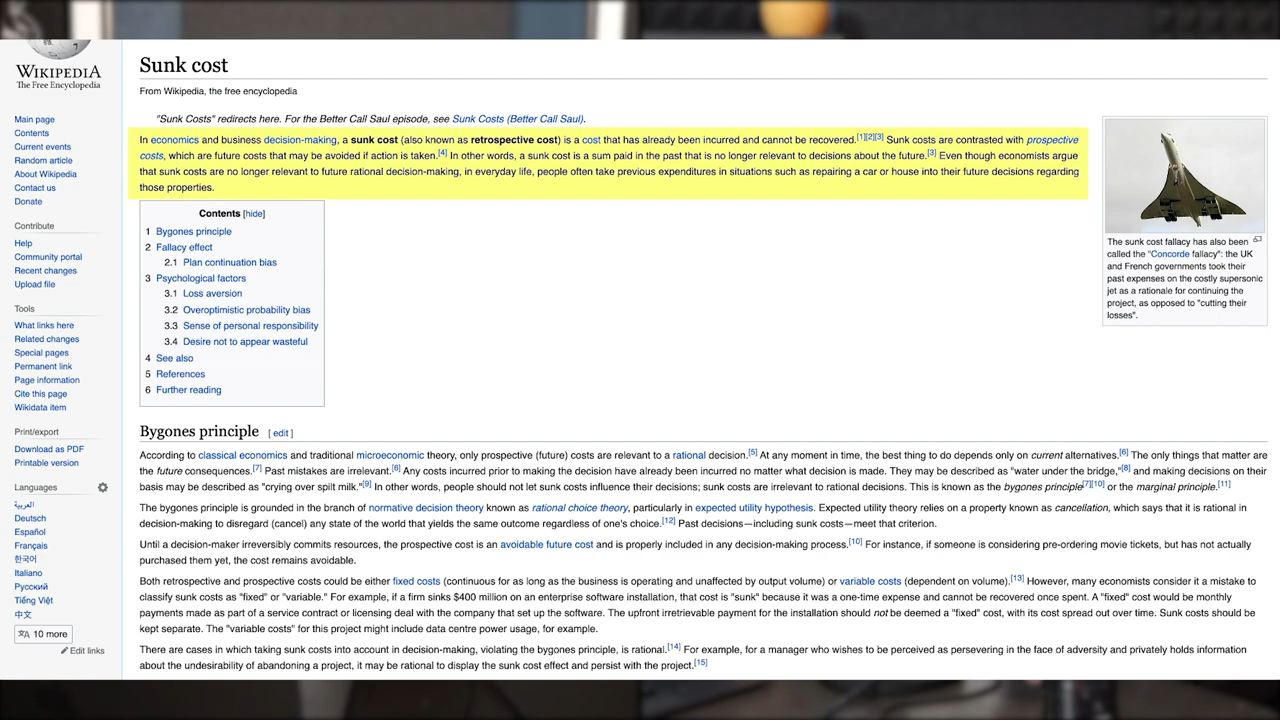 WIKIPEDIA
The Free Encyclopedia
Main page
Contents
Current events
Random article
About Wikipedia
Contact us
Donate
Contribute
Help
Community portal
Recent changes
Upload file
Tools
What links here
Related changes
Special pages
Permanent link
Page information
Cite this page
Wikidata item
Print/export
Download as PDF
Printable version
Languages
العربية
Deutsch
Español
Français
한국어
Italiano
Русский
Tiếng Việt
中文
10 more
Edit links
Sunk cost
From Wikipedia, the free encyclopedia
"Sunk Costs" redirects here. For the Better Call Saul episode, see Sunk Costs (Better Call Saul).
In economics and business decision-making, a sunk cost (also known as retrospective cost) is a cost that has already been incurred and cannot be recovered.[1][2][3] Sunk costs are contrasted with prospective
costs, which are future costs that may be avoided if action is taken.[4] In other words, a sunk cost is a sum paid in the past that is no longer relevant to decisions about the future.[3] Even though economists argue
that sunk costs are no longer relevant to future rational decision-making, in everyday life, people often take previous expenditures in situations such as repairing a car or house into their future decisions regarding
those properties.
The sunk cost fallacy has also been
called the "Concorde fallacy": the UK
and French governments took their
past expenses on the costly supersonic
jet as a rationale for continuing the
project, as opposed to "cutting their
losses".
Contents [hide]
1 Bygones principle
2 Fallacy effect
2.1 Plan continuation bias
3 Psychological factors
3.1 Loss aversion
3.2 Overoptimistic probability bias
3.3 Sense of personal responsibility
3.4 Desire not to appear wasteful
4 See also
5 References
6 Further reading
Bygones principle [ edit ]
According to classical economics and traditional microeconomic theory, only prospective (future) costs are relevant to a rational decision.[5] At any moment in time, the best thing to do depends only on current alternatives.[6] The only things that matter are
the future consequences.[7] Past mistakes are irrelevant.[6] Any costs incurred prior to making the decision have already been incurred no matter what decision is made. They may be described as "water under the bridge,"[8] and making decisions on their
basis may be described as "crying over spilt milk."[9] In other words, people should not let sunk costs influence their decisions; sunk costs are irrelevant to rational decisions. This is known as the bygones principle[7][10] or the marginal principle.[11]
The bygones principle is grounded in the branch of normative decision theory known as rational choice theory, particularly in expected utility hypothesis. Expected utility theory relies on a property known as cancellation, which says that it is rational in
decision-making to disregard (cancel) any state of the world that yields the same outcome regardless of one's choice.[12] Past decisions—including sunk costs—meet that criterion.
Until a decision-maker irreversibly commits resources, the prospective cost is an avoidable future cost and is properly included in any decision-making process.[10] For instance, if someone is considering pre-ordering movie tickets, but has not actually
purchased them yet, the cost remains avoidable.
Both retrospective and prospective costs could be either fixed costs (continuous for as long as the business is operating and unaffected by output volume) or variable costs (dependent on volume).[13] However, many economists consider it a mistake to
classify sunk costs as "fixed" or "variable." For example, if a firm sinks $400 million on an enterprise software installation, that cost is "sunk" because it was a one-time expense and cannot be recovered once spent. A "fixed" cost would be monthly
payments made as part of a service contract or licensing deal with the company that set up the software. The upfront irretrievable payment for the installation should not be deemed a "fixed" cost, with its cost spread out over time. Sunk costs should be
kept separate. The "variable costs" for this project might include data centre power usage, for example.
There are cases in which taking sunk costs into account in decision-making, violating the bygones principle, is rational.[14] For example, for a manager who wishes to be perceived as persevering in the face of adversity and privately holds information
about the undesirability of abandoning a project, it may be rational to display the sunk cost effect and persist with the project.[15]